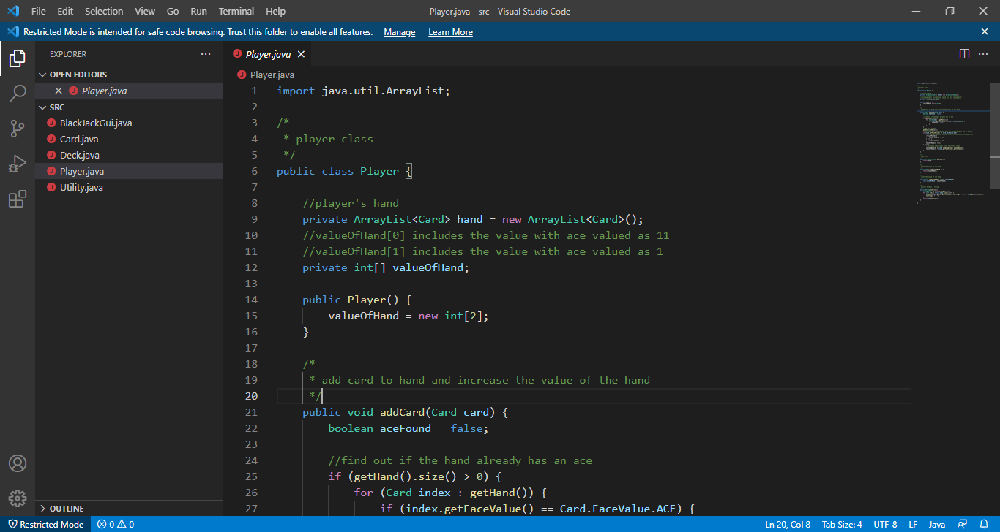 File Edit Selection View Go Run Terminal Help Player.java - src - Visual Studio Code
Restricted Mode is intended for safe code browsing. Trust this folder to enable all features. Manage Learn More
EXPLORER
OPEN EDITORS
Player.java
SRC
BlackJackGui.java
Card.java
Deck.java
Player.java
Utility.java
OUTLINE
Player.java
Player.java
1 import java.util.ArrayList;
2
3 /*
4 * player class
5 */
6 public class Player {
7
8 //player's hand
9 private ArrayList<Card> hand = new ArrayList<Card>();
10 //valueOfHand[0] includes the value with ace valued as 11
11 //valueOfHand[1] includes the value with ace valued as 1
12 private int[] valueOfHand;
13
14 public Player() {
15 valueOfHand = new int[2];
16 }
17
18 /*
19 * add card to hand and increase the value of the hand
20 */
21 public void addCard(Card card) {
22 boolean aceFound = false;
23
24 //find out if the hand already has an ace
25 if (getHand().size() > 0) {
26 for (Card index : getHand()) {
27 if (index.getFaceValue() == Card.FaceValue.ACE) {
Restricted Mode 0 0 Ln 20, Col 8 Tab Size: 4 UTF-8 LF Java